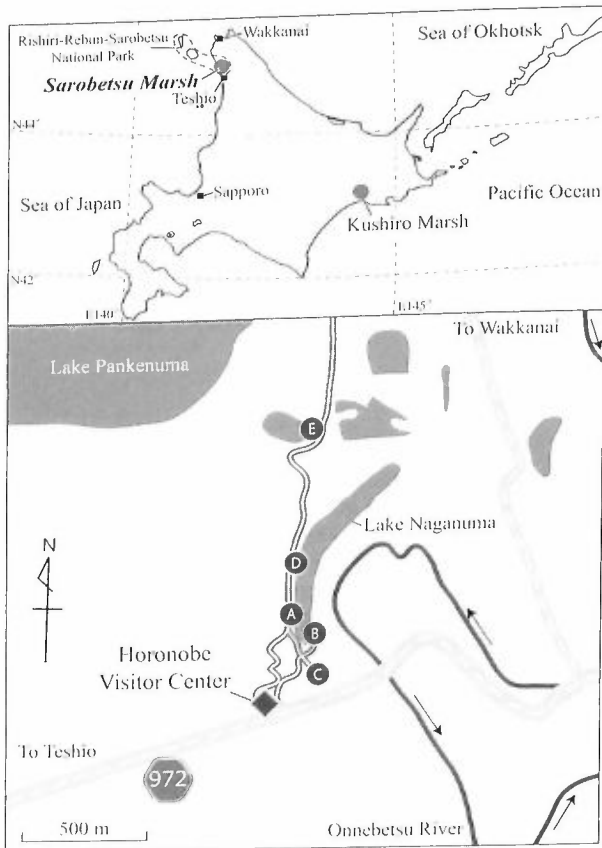 Rishiri-Rebun-Sarobetsu
National Park
Wakkanai
Sea of Okhotsk
Sarobetsu Marsh
Teshio
N44°
Sea of Japan
Sapporo
Pacific Ocean
Kushiro Marsh
N42
E140°
E145°
To Wakkanai
Lake Pankenuma
E
Lake Naganuma
N
D
A
B
Horonobe
Visitor Center
C
To Teshio
972
500 m
Onnebetsu River